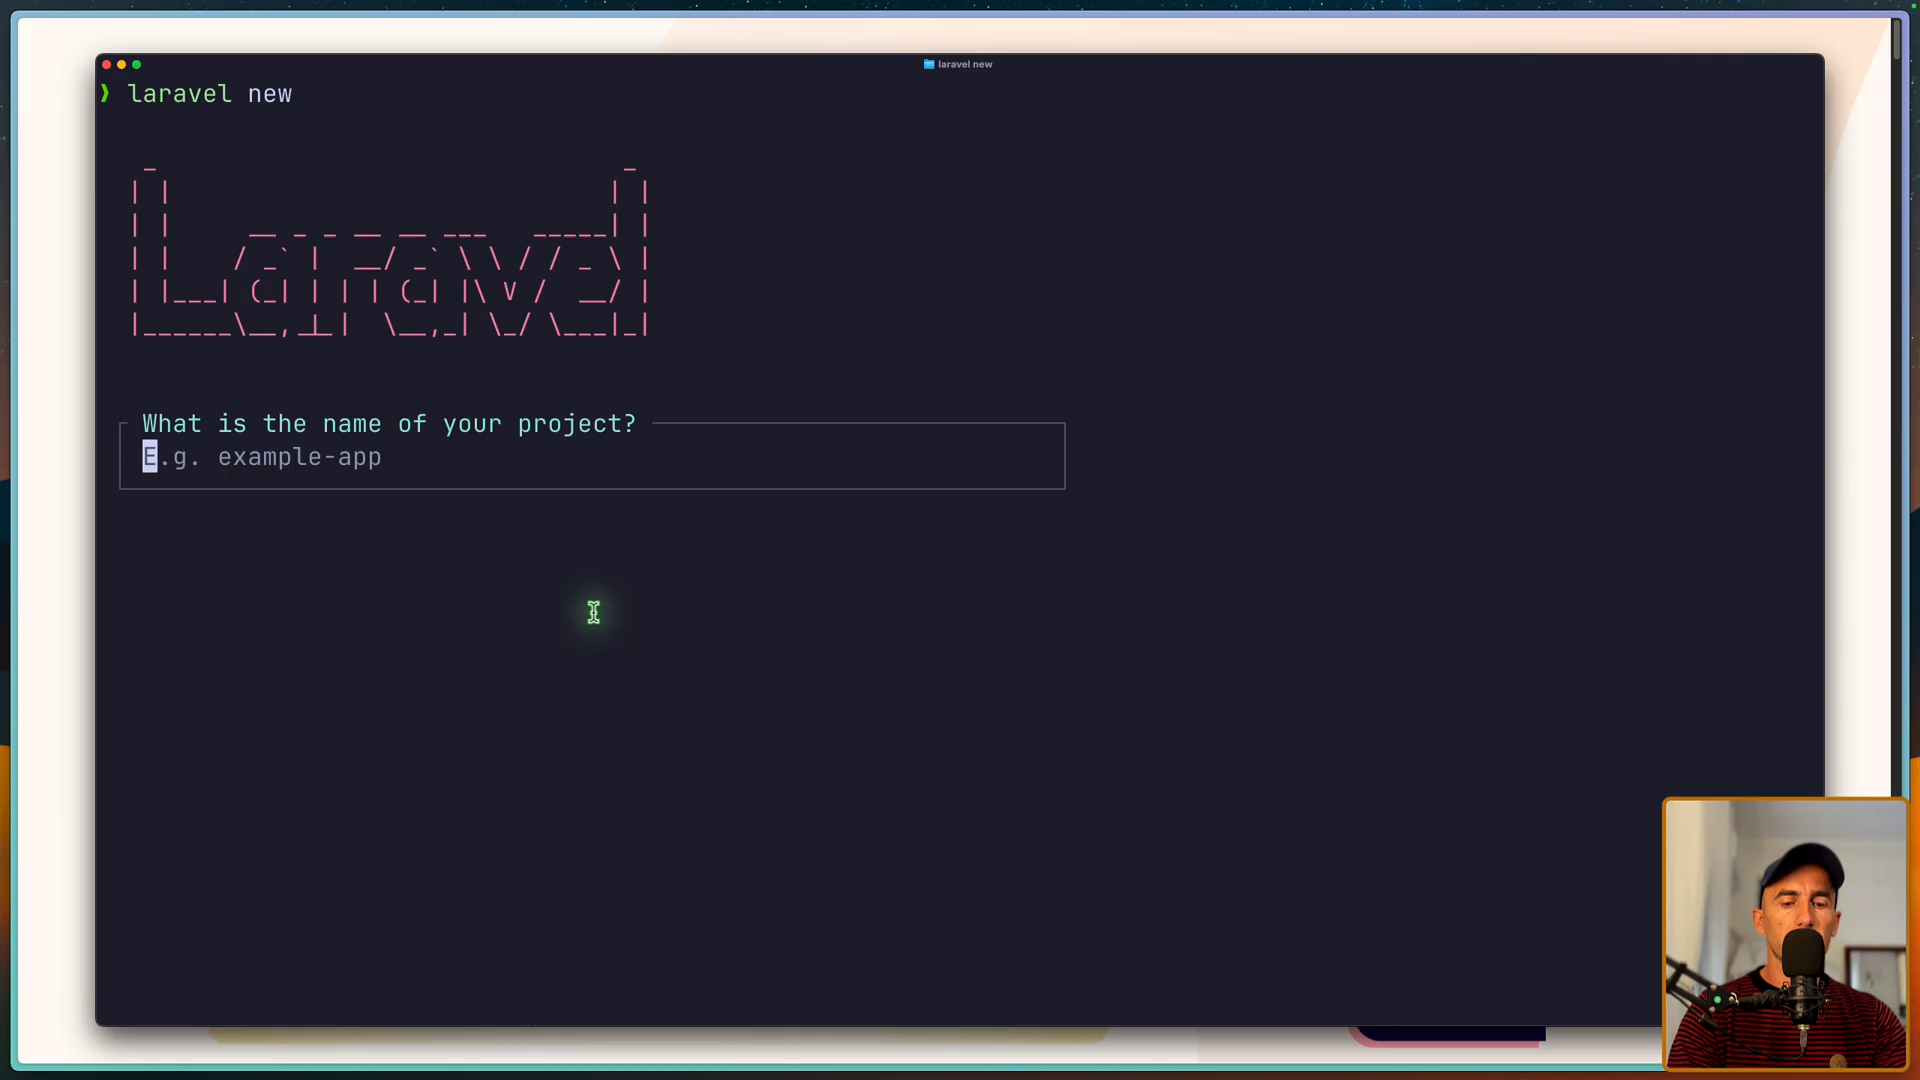 laravel new
❯ laravel new
Laravel
What is the name of your project?
E.g. example-app